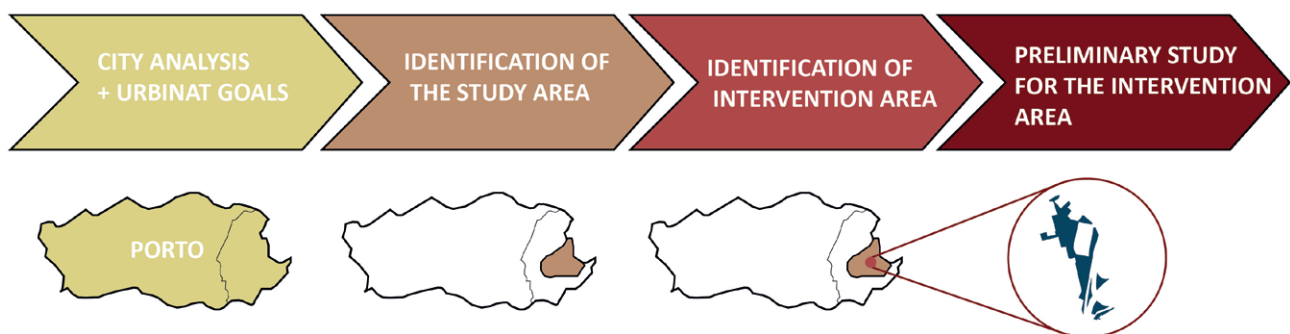 CITY ANALYSIS
+ URBINAT GOALS
IDENTIFICATION OF
THE STUDY AREA
IDENTIFICATION OF
INTERVENTION AREA
PRELIMINARY STUDY
FOR THE INTERVENTION
AREA
PORTO